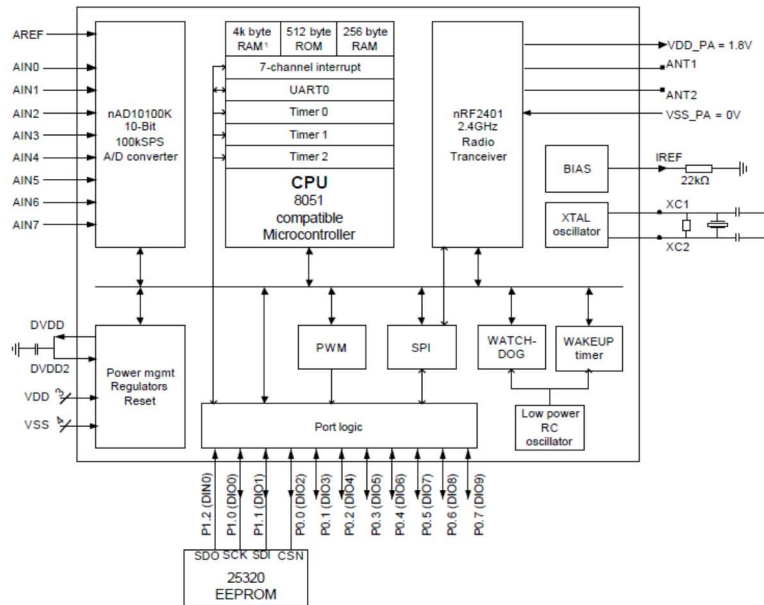 AREF
AIN0
AIN1
AIN2
AIN3
AIN4
AIN5
AIN6
AIN7
nAD10100K
10-Bit
100kSPS
A/D converter
4k byte
RAM¹
512 byte
ROM
256 byte
RAM
7-channel interrupt
UART0
Timer 0
Timer 1
Timer 2
CPU
8051
compatible
Microcontroller
nRF2401
2.4GHz
Radio
Tranceiver
VDD_PA = 1.8V
ANT1
ANT2
VSS_PA = 0V
BIAS
IREF
22kΩ
XTAL
oscillator
XC1
XC2
DVDD
DVDD2
VDD
3
VSS
4
Power mgmt
Regulators
Reset
PWM
SPI
WATCH-
DOG
WAKEUP
timer
Low power
RC
oscillator
Port logic
P1.2 (DIN0)
P1.0 (DIO0)
P1.1 (DIO1)
P0.0 (DIO2)
P0.1 (DIO3)
P0.2 (DIO4)
P0.3 (DIO5)
P0.4 (DIO6)
P0.5 (DIO7)
P0.6 (DIO8)
P0.7 (DIO9)
SDO SCK SDI CSN
25320
EEPROM